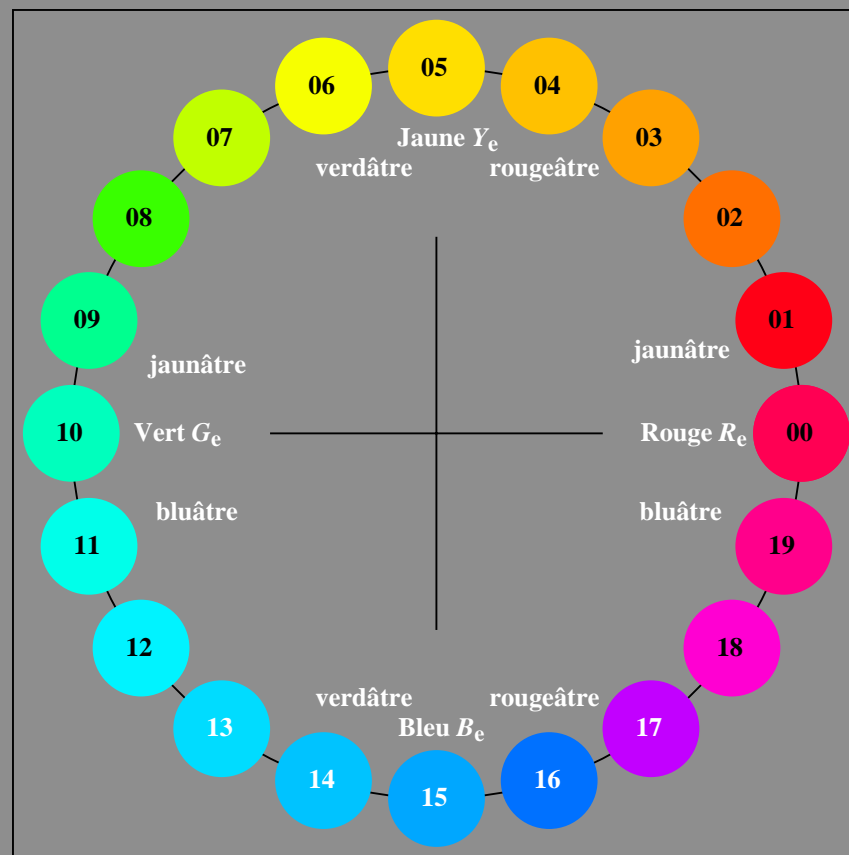 05
06
04
07
Jaune Yₑ
03
verdâtre
rougeâtre
08
02
09
01
jaunâtre
jaunâtre
10
Vert Gₑ
Rouge Rₑ
00
bluâtre
bluâtre
11
19
12
18
verdâtre
rougeâtre
13
Bleu Bₑ
17
14
16
15